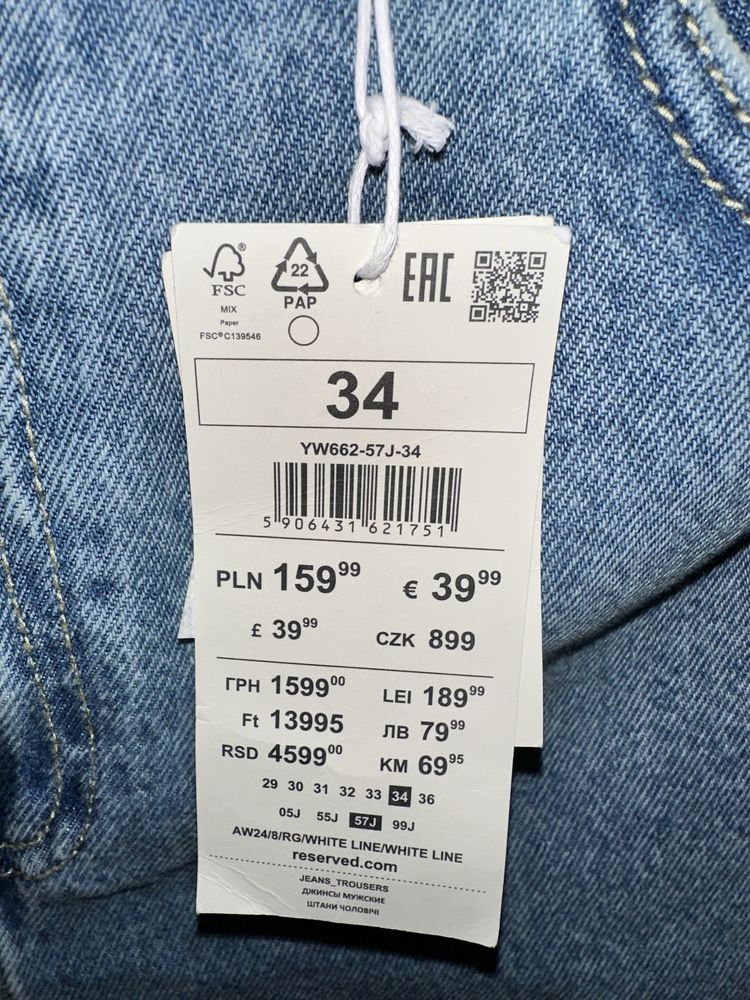 FSC®
MIX
Paper
FSC® C139546
22
PAP
EAC
34
YW662-57J-34
5 906431 621751
PLN 159 99
€ 39 99
£ 39 99
CZK 899
ГРН 1599 00
LEI 189 99
Ft 13995
ЛВ 79 99
RSD 4599 00
KM 69 95
29 30 31 32 33 34 36
05J 55J 57J 99J
AW24/8/RG/WHITE LINE/WHITE LINE
reserved.com
JEANS_TROUSERS
ДЖИНСЫ МУЖСКИЕ
ШТАНИ ЧОЛОВІЧІ